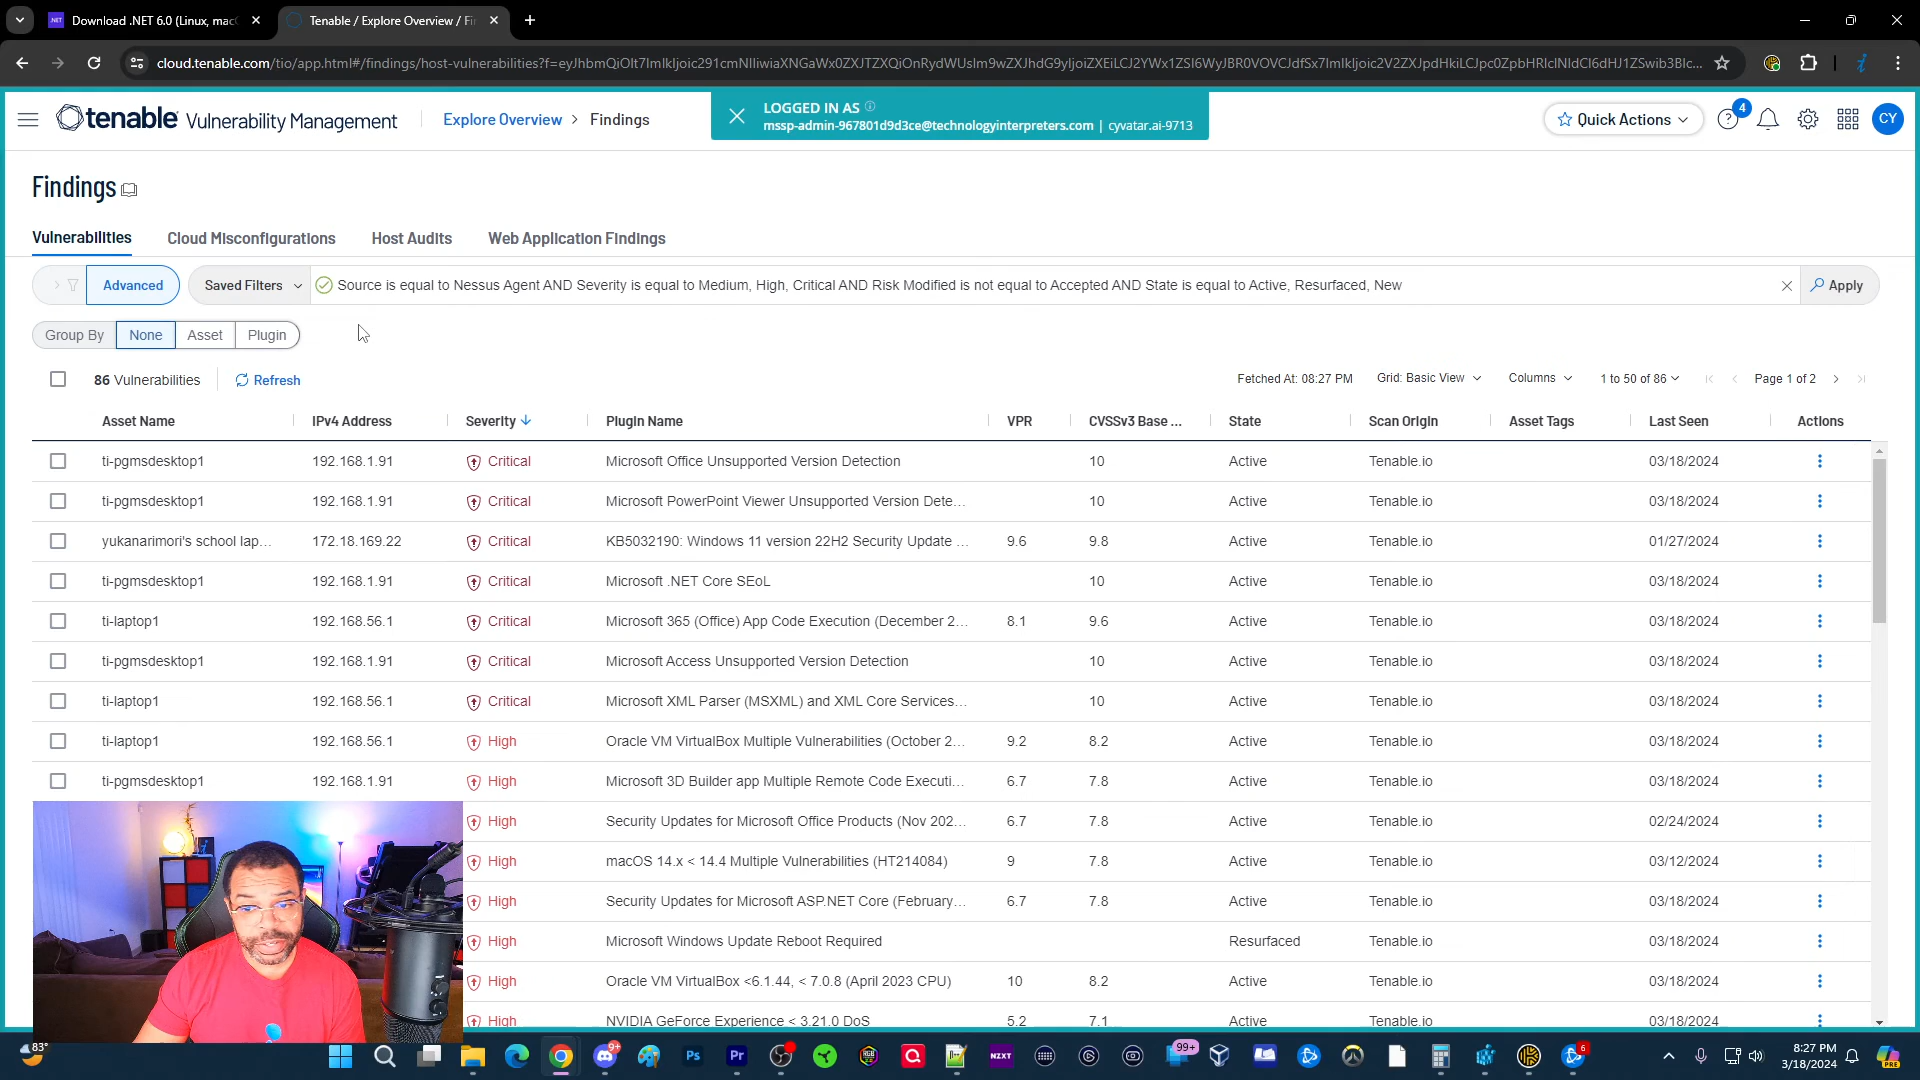 Download .NET 6.0 (Linux, mac
Tenable / Explore Overview / Fi
cloud.tenable.com/tio/app.html#/findings/host-vulnerabilities?f=
tenable Vulnerability Management
Explore Overview > Findings
LOGGED IN AS
mssp-admin-967801d9d3ce@technologyinterpreters.com | cyvatar.ai-9713
Quick Actions
4
CY
Findings
Vulnerabilities Cloud Misconfigurations Host Audits Web Application Findings
Advanced Saved Filters Source is equal to Nessus Agent AND Severity is equal to Medium, High, Critical AND Risk Modified is not equal to Accepted AND State is equal to Active, Resurfaced, New Apply
Group By None Asset Plugin
86 Vulnerabilities Refresh Fetched At: 08:27 PM Grid: Basic View Columns 1 to 50 of 86 Page 1 of 2
Asset Name IPv4 Address Severity Plugin Name VPR CVSSv3 Base ... State Scan Origin Asset Tags Last Seen Actions
ti-pgmsdesktop1 192.168.1.91 Critical Microsoft Office Unsupported Version Detection 10 Active Tenable.io 03/18/2024
ti-pgmsdesktop1 192.168.1.91 Critical Microsoft PowerPoint Viewer Unsupported Version Dete... 10 Active Tenable.io 03/18/2024
yukanarimori's school lap... 172.18.169.22 Critical KB5032190: Windows 11 version 22H2 Security Update ... 9.6 9.8 Active Tenable.io 01/27/2024
ti-pgmsdesktop1 192.168.1.91 Critical Microsoft .NET Core SEoL 10 Active Tenable.io 03/18/2024
ti-laptop1 192.168.56.1 Critical Microsoft 365 (Office) App Code Execution (December 2... 8.1 9.6 Active Tenable.io 03/18/2024
ti-pgmsdesktop1 192.168.1.91 Critical Microsoft Access Unsupported Version Detection 10 Active Tenable.io 03/18/2024
ti-laptop1 192.168.56.1 Critical Microsoft XML Parser (MSXML) and XML Core Services... 10 Active Tenable.io 03/18/2024
ti-laptop1 192.168.56.1 High Oracle VM VirtualBox Multiple Vulnerabilities (October 2... 9.2 8.2 Active Tenable.io 03/18/2024
ti-pgmsdesktop1 192.168.1.91 High Microsoft 3D Builder app Multiple Remote Code Executi... 6.7 7.8 Active Tenable.io 03/18/2024
High Security Updates for Microsoft Office Products (Nov 202... 6.7 7.8 Active Tenable.io 02/24/2024
High macOS 14.x < 14.4 Multiple Vulnerabilities (HT214084) 9 7.8 Active Tenable.io 03/12/2024
High Security Updates for Microsoft ASP.NET Core (February... 6.7 7.8 Active Tenable.io 03/18/2024
High Microsoft Windows Update Reboot Required Resurfaced Tenable.io 03/18/2024
High Oracle VM VirtualBox <6.1.44, < 7.0.8 (April 2023 CPU) 10 8.2 Active Tenable.io 03/18/2024
High NVIDIA GeForce Experience < 3.21.0 DoS 5.2 7.1 Active Tenable.io 03/18/2024
83°
9+
Ps
Pr
NZXT
99+
6
8:27 PM
3/18/2024
PRE